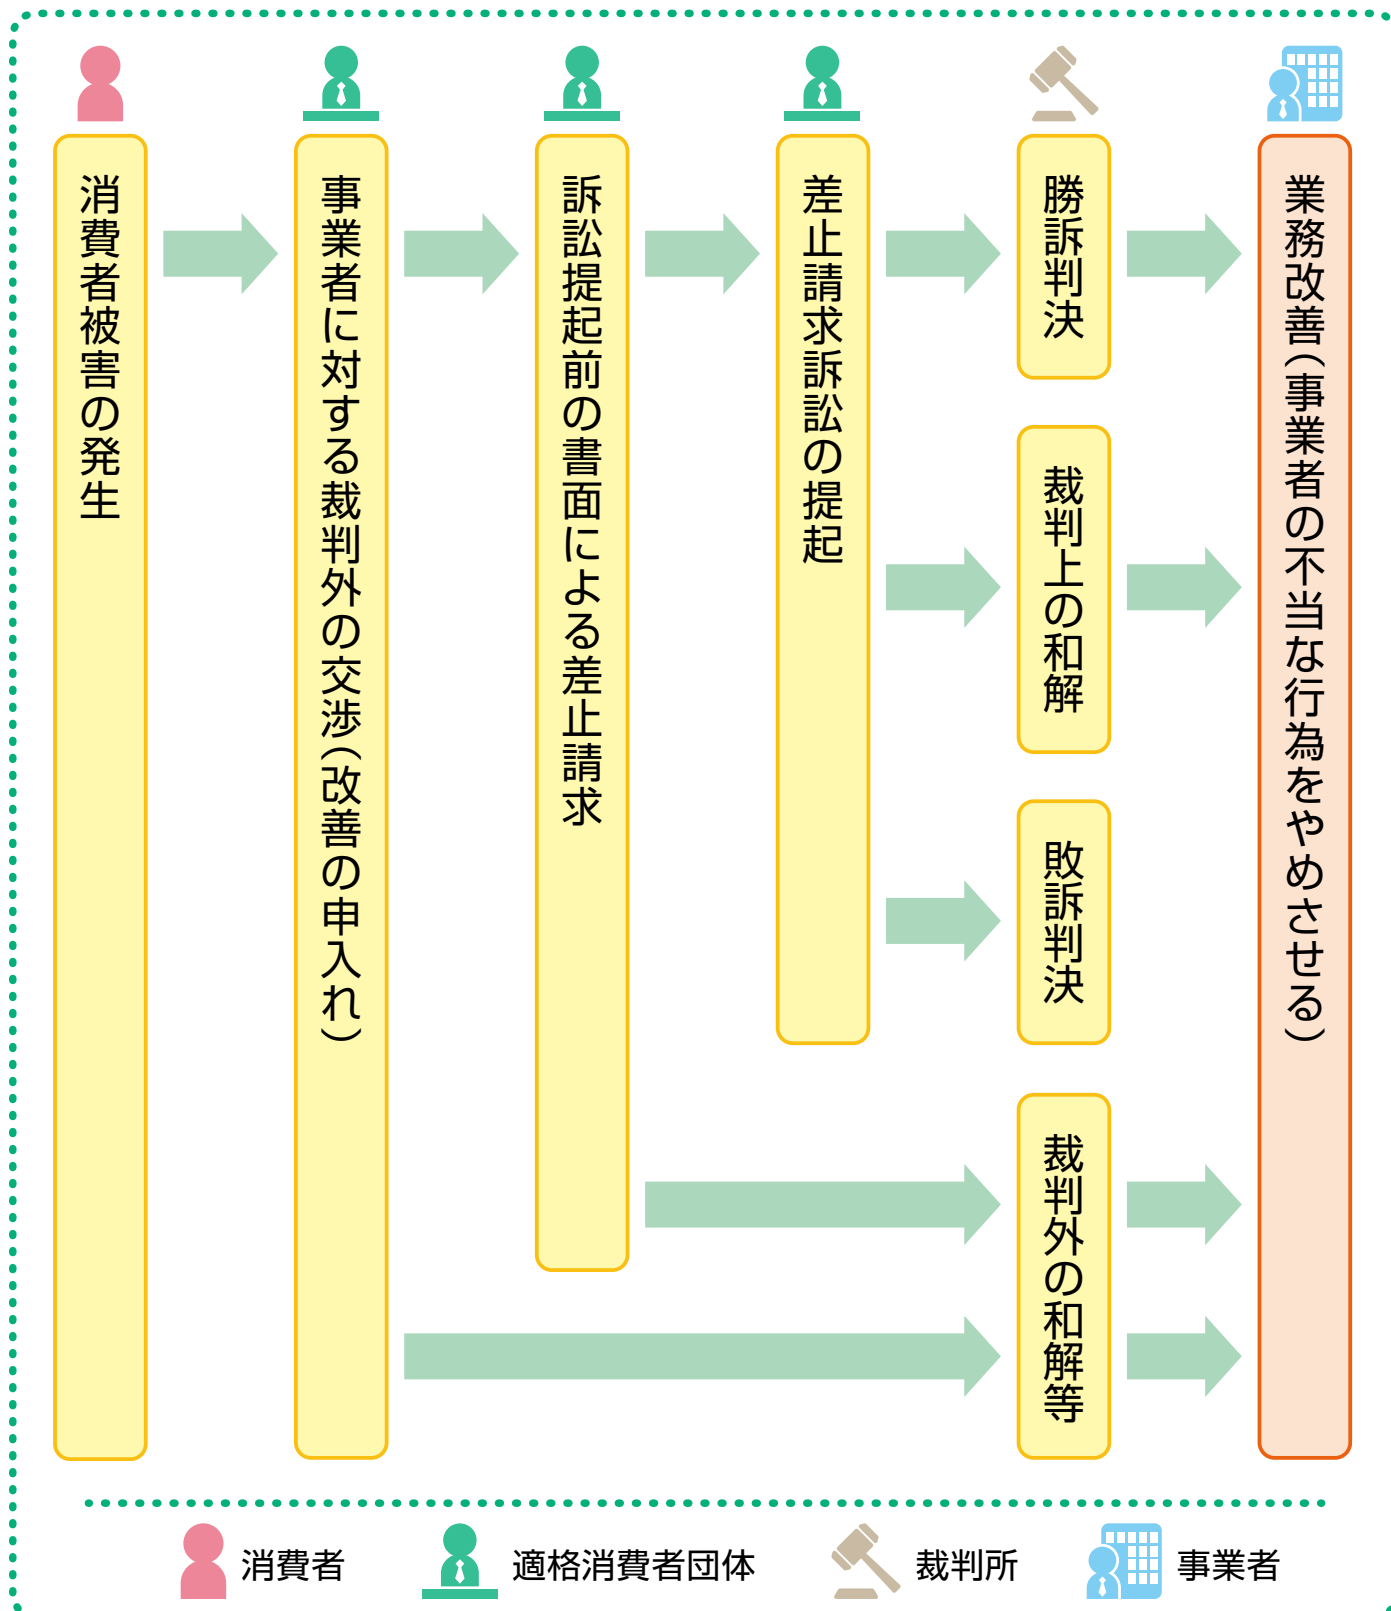 消費者被害の発生
事業者に対する裁判外の交渉(改善の申入れ)
訴訟提起前の書面による差止請求
差止請求訴訟の提起
勝訴判決
裁判上の和解
敗訴判決
裁判外の和解等
業務改善(事業者の不当な行為をやめさせる)
消費者
適格消費者団体
裁判所
事業者